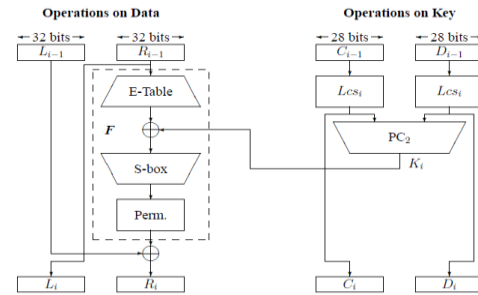 Operations on Data
Operations on Key
32 bits
32 bits
28 bits
28 bits
L_{i−1}
R_{i−1}
C_{i−1}
D_{i−1}
E-Table
Lcs_i
Lcs_i
F
PC_2
S-box
K_i
Perm.
L_i
R_i
C_i
D_i